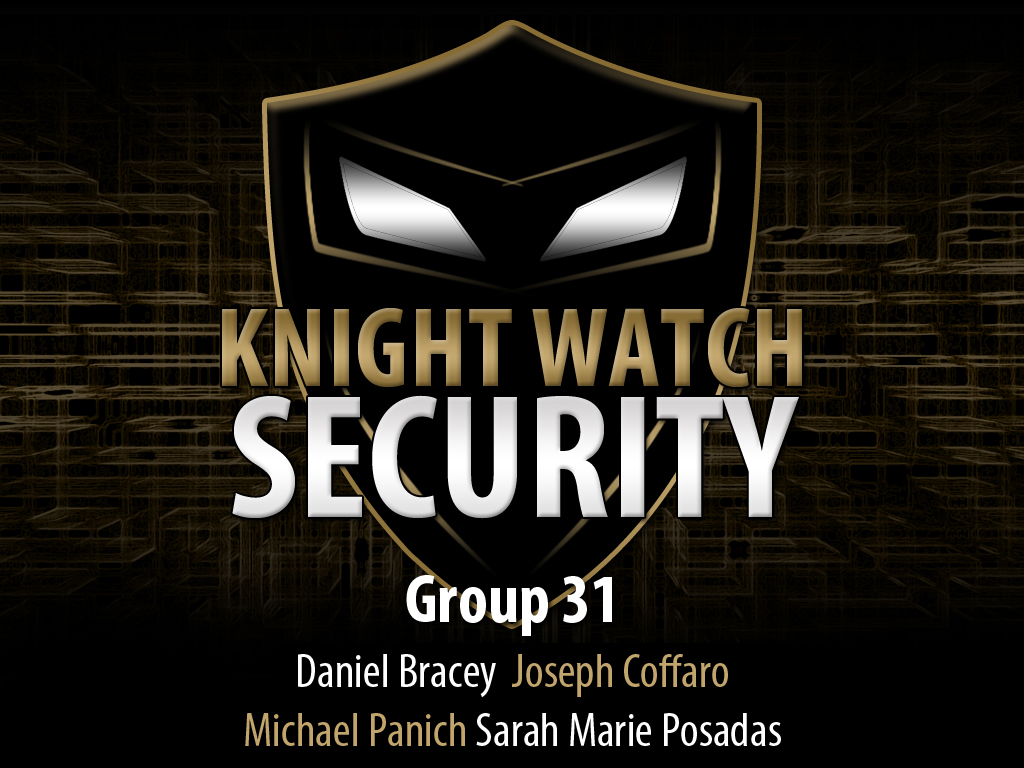 KNIGHT WATCH
SECURITY
Group 31
Daniel Bracey Joseph Coffaro
Michael Panich Sarah Marie Posadas